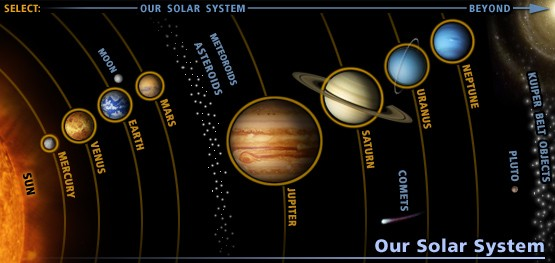 SELECT:
OUR SOLAR SYSTEM
BEYOND
SUN
MERCURY
VENUS
MOON
EARTH
MARS
METEOROIDS
ASTEROIDS
JUPITER
SATURN
URANUS
COMETS
NEPTUNE
PLUTO
KUIPER BELT OBJECTS
Our Solar System